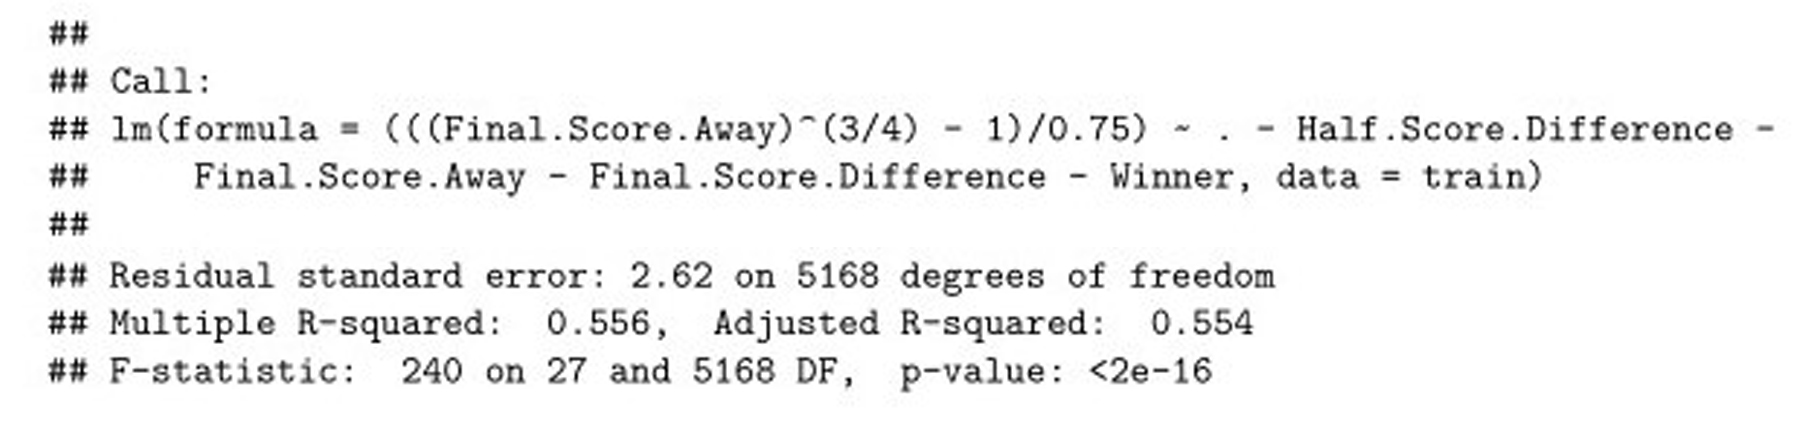 ##
## Call:
## lm(formula = (((Final.Score.Away)^(3/4) - 1)/0.75) ~ . - Half.Score.Difference -
##     Final.Score.Away - Final.Score.Difference - Winner, data = train)
##
## Residual standard error: 2.62 on 5168 degrees of freedom
## Multiple R-squared:  0.556,  Adjusted R-squared:  0.554
## F-statistic:  240 on 27 and 5168 DF,  p-value: <2e-16